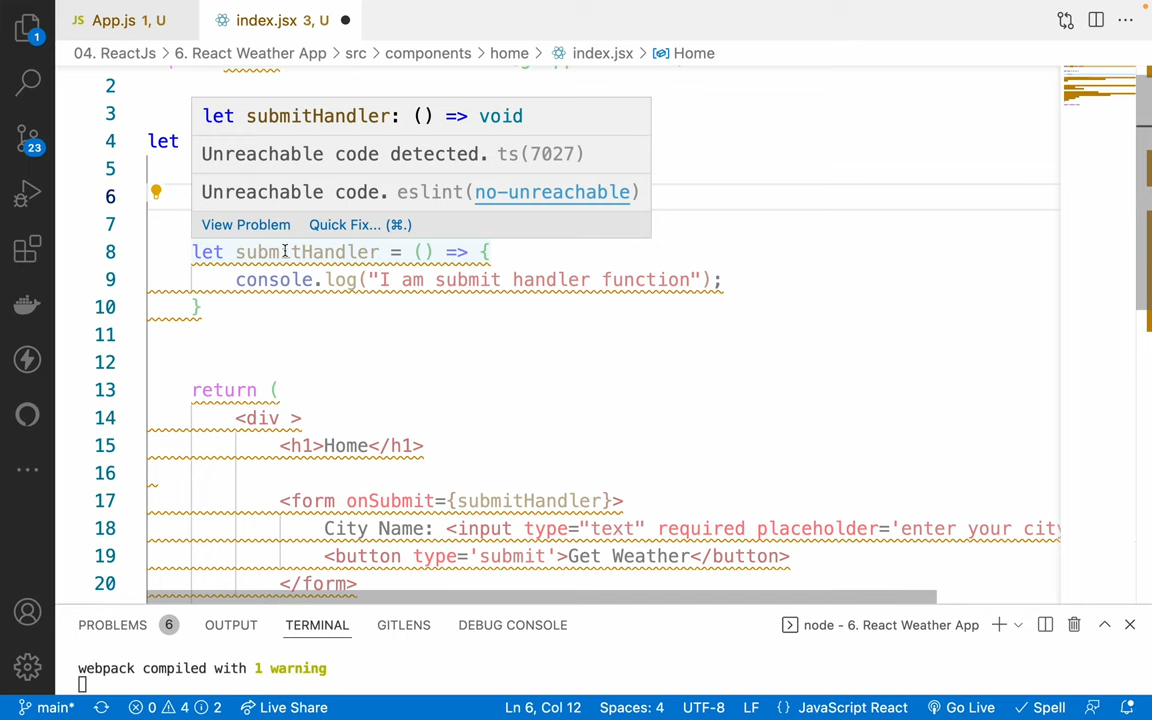 JS App.js 1, U
index.jsx 3, U
04. ReactJs > 6. React Weather App > src > components > home > index.jsx > Home
2
3
4 let
5
6
7
let submitHandler: () => void
Unreachable code detected. ts(7027)
Unreachable code. eslint(no-unreachable)
View Problem Quick Fix... (⌘.)
8 let submitHandler = () => {
9 console.log("I am submit handler function");
10 }
11
12
13 return (
14 <div >
15 <h1>Home</h1>
16
17 <form onSubmit={submitHandler}>
18 City Name: <input type="text" required placeholder='enter your city
19 <button type='submit'>Get Weather</button>
20 </form>
1
23
PROBLEMS 6 OUTPUT TERMINAL GITLENS DEBUG CONSOLE
node - 6. React Weather App
webpack compiled with 1 warning
main* 0 4 2 Live Share Ln 6, Col 12 Spaces: 4 UTF-8 LF {} JavaScript React Go Live Spell